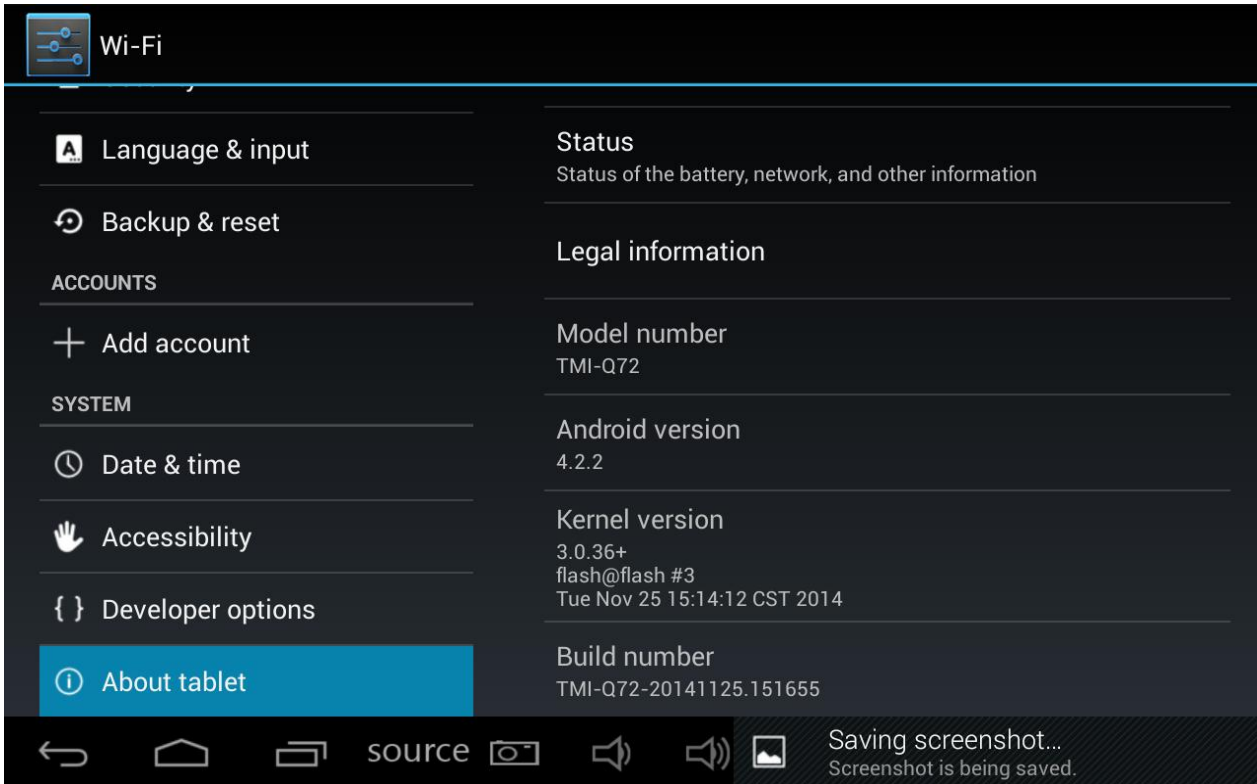 Wi-Fi
Language & input
Backup & reset
ACCOUNTS
Add account
SYSTEM
Date & time
Accessibility
{ } Developer options
About tablet
Status
Status of the battery, network, and other information
Legal information
Model number
TMI-Q72
Android version
4.2.2
Kernel version
3.0.36+
flash@flash #3
Tue Nov 25 15:14:12 CST 2014
Build number
TMI-Q72-20141125.151655
source
Saving screenshot...
Screenshot is being saved.